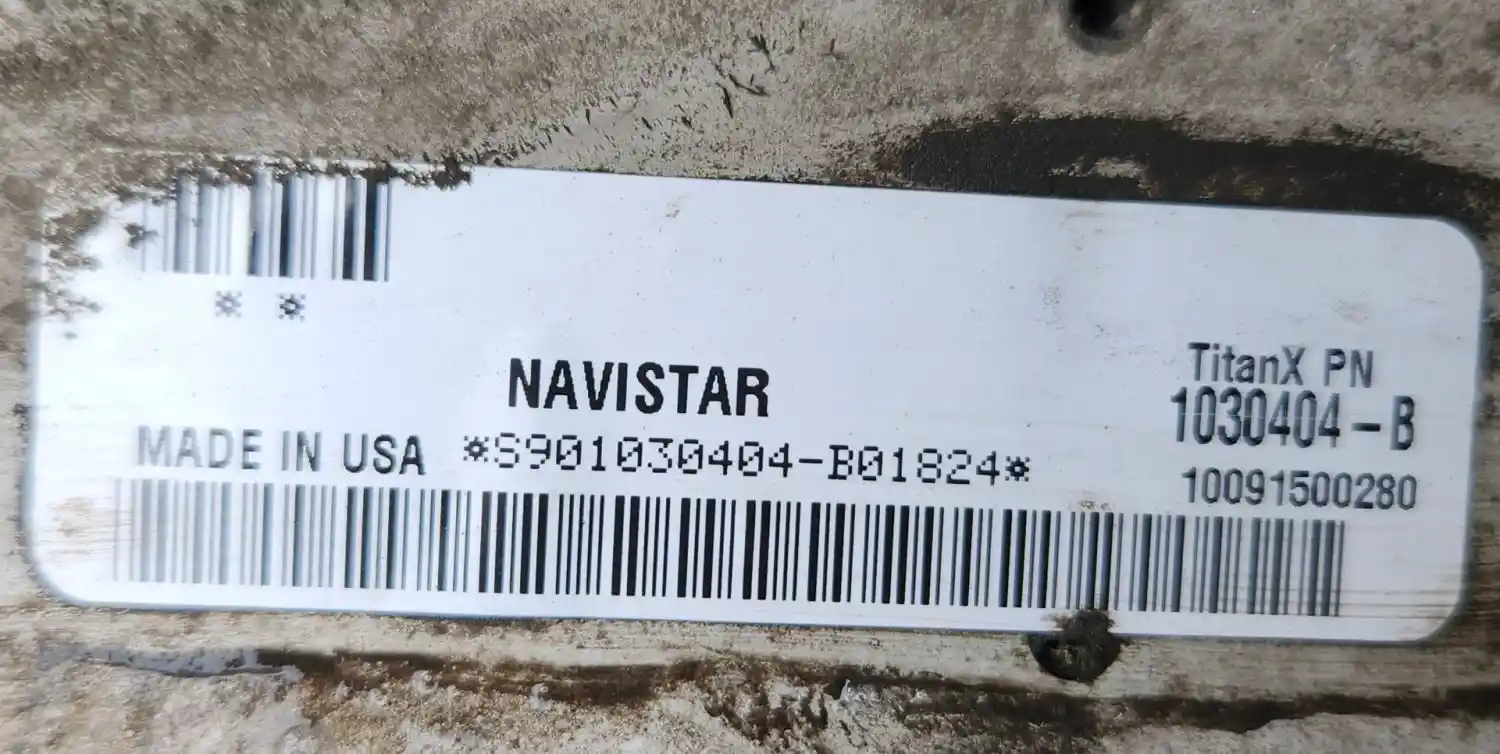 * *
NAVISTAR
MADE IN USA *S901030404-B01824*
TitanX PN
1030404-B
10091500280